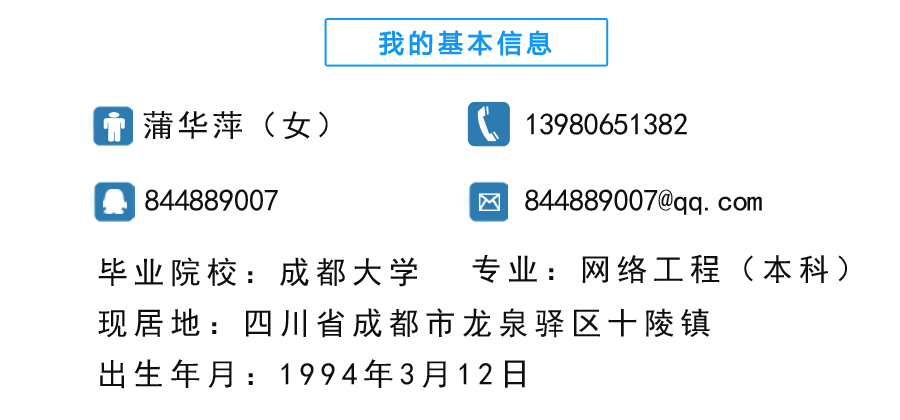 我的基本信息
蒲华萍（女）
13980651382
844889007
844889007@qq.com
毕业院校：成都大学
专业：网络工程（本科）
现居地：四川省成都市龙泉驿区十陵镇
出生年月：1994年3月12日